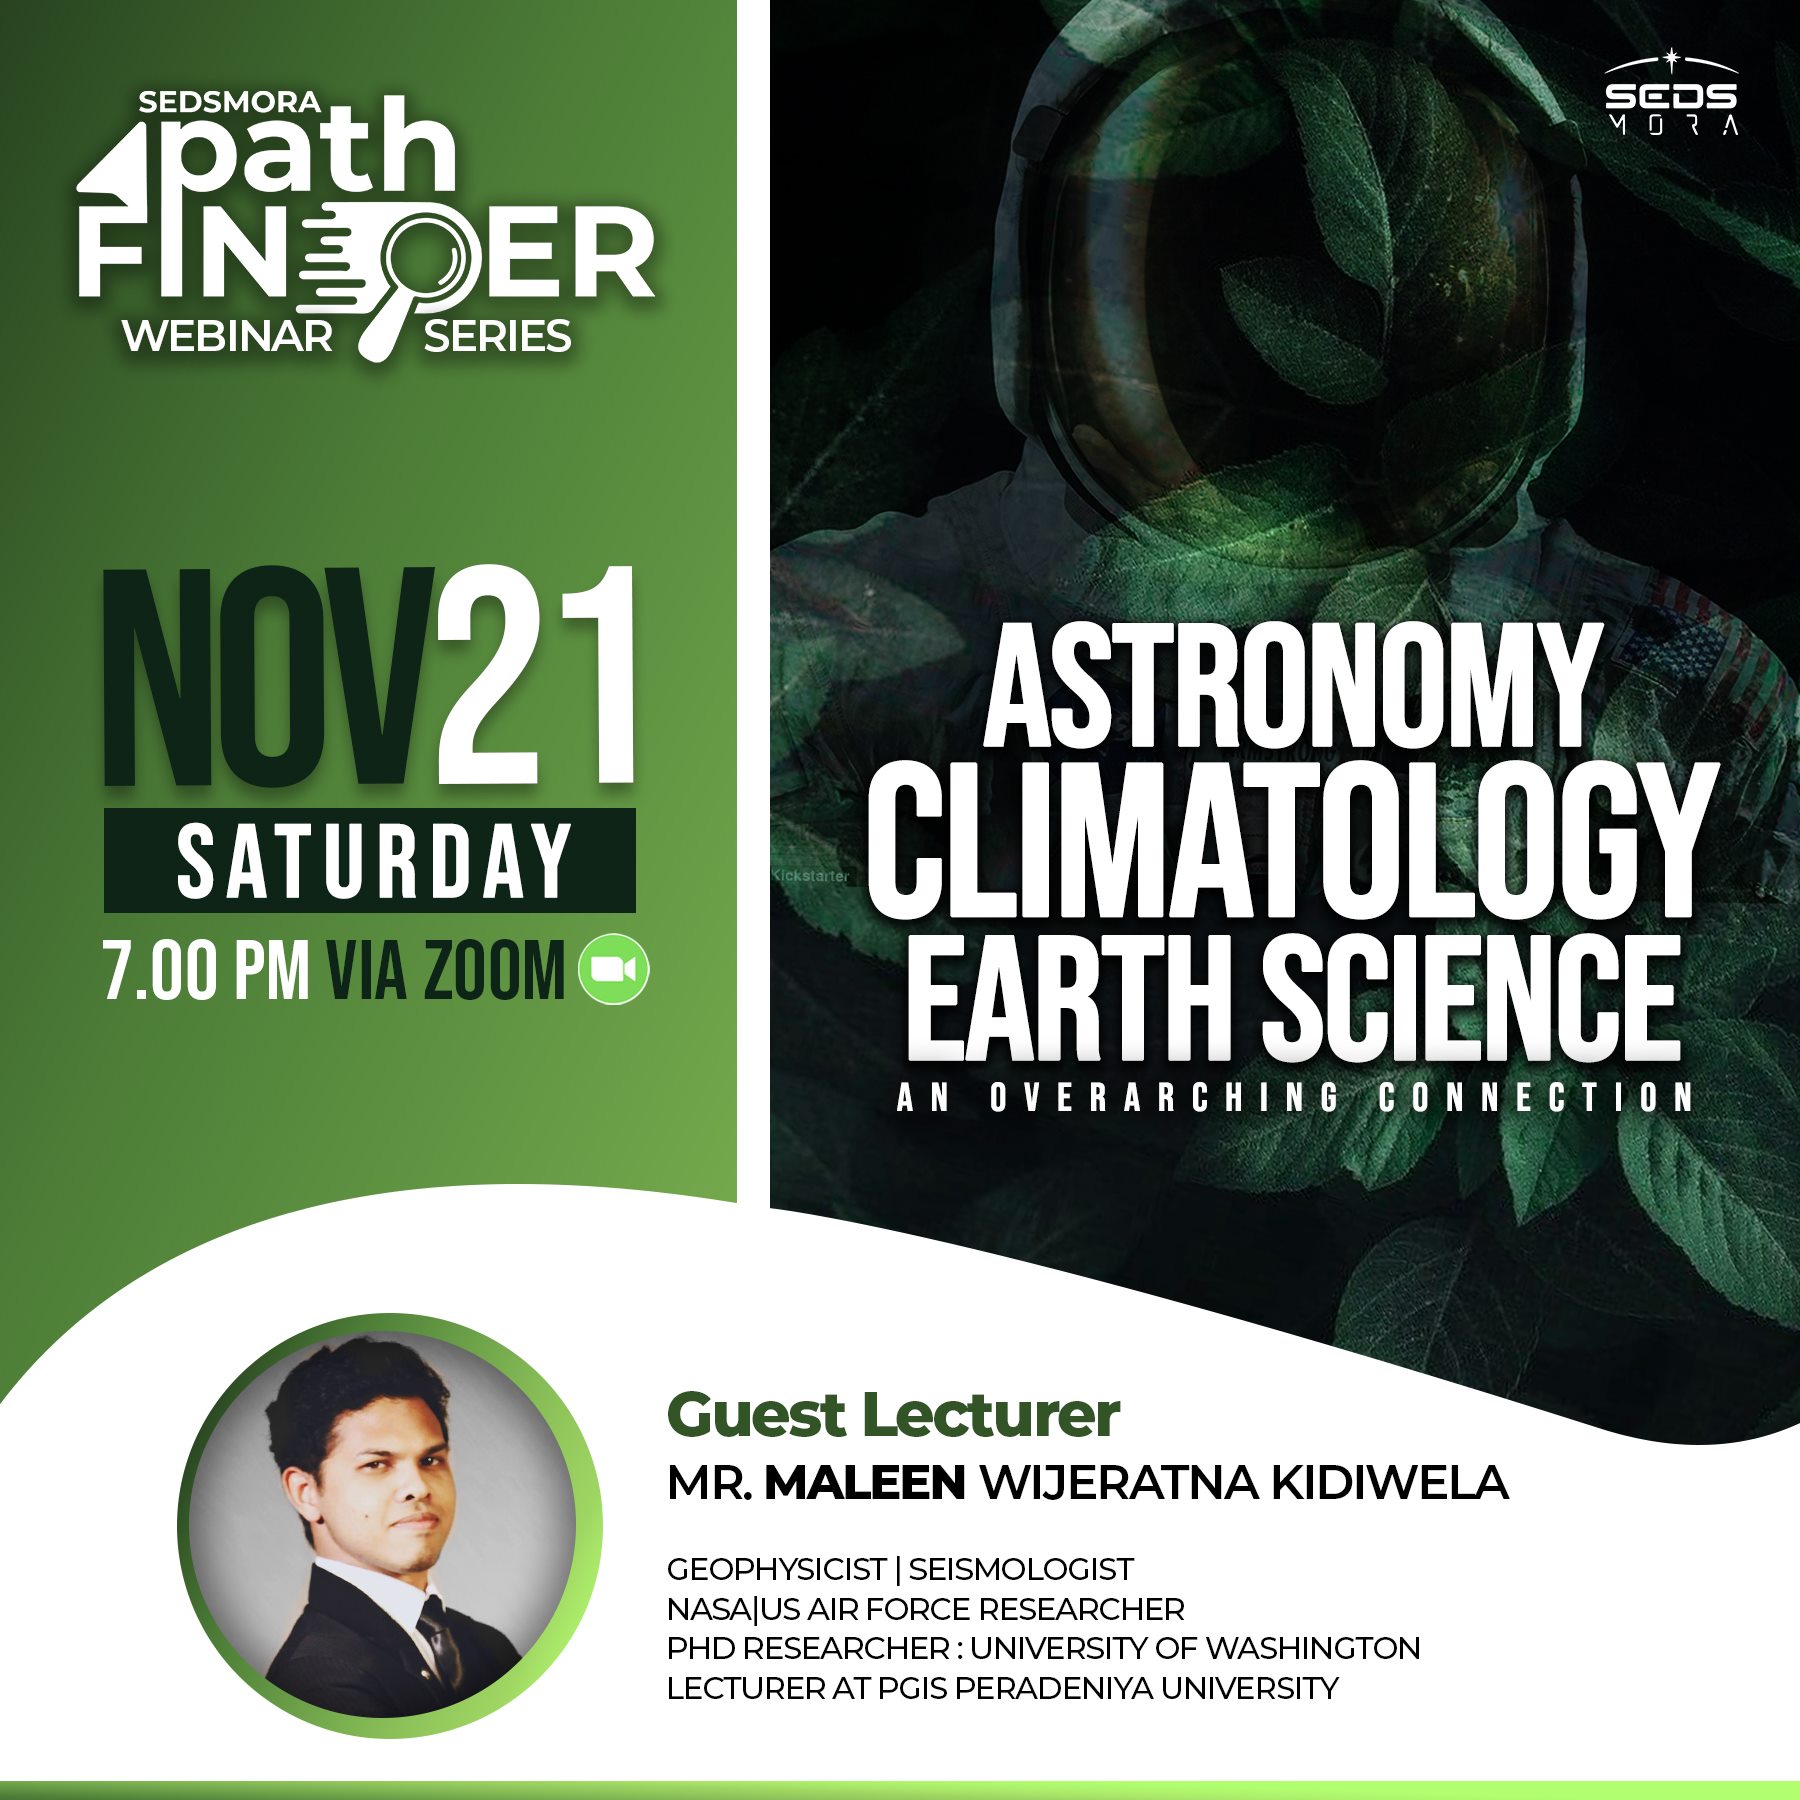 SEDSMORA
path
FINDER
WEBINAR SERIES
NOV21
SATURDAY
7.00 PM VIA ZOOM
SEDS
MORA
ASTRONOMY
CLIMATOLOGY
Kickstarter
EARTH SCIENCE
AN OVERARCHING CONNECTION
Guest Lecturer
MR. MALEEN WIJERATNA KIDIWELA
GEOPHYSICIST | SEISMOLOGIST
NASA|US AIR FORCE RESEARCHER
PHD RESEARCHER : UNIVERSITY OF WASHINGTON
LECTURER AT PGIS PERADENIYA UNIVERSITY